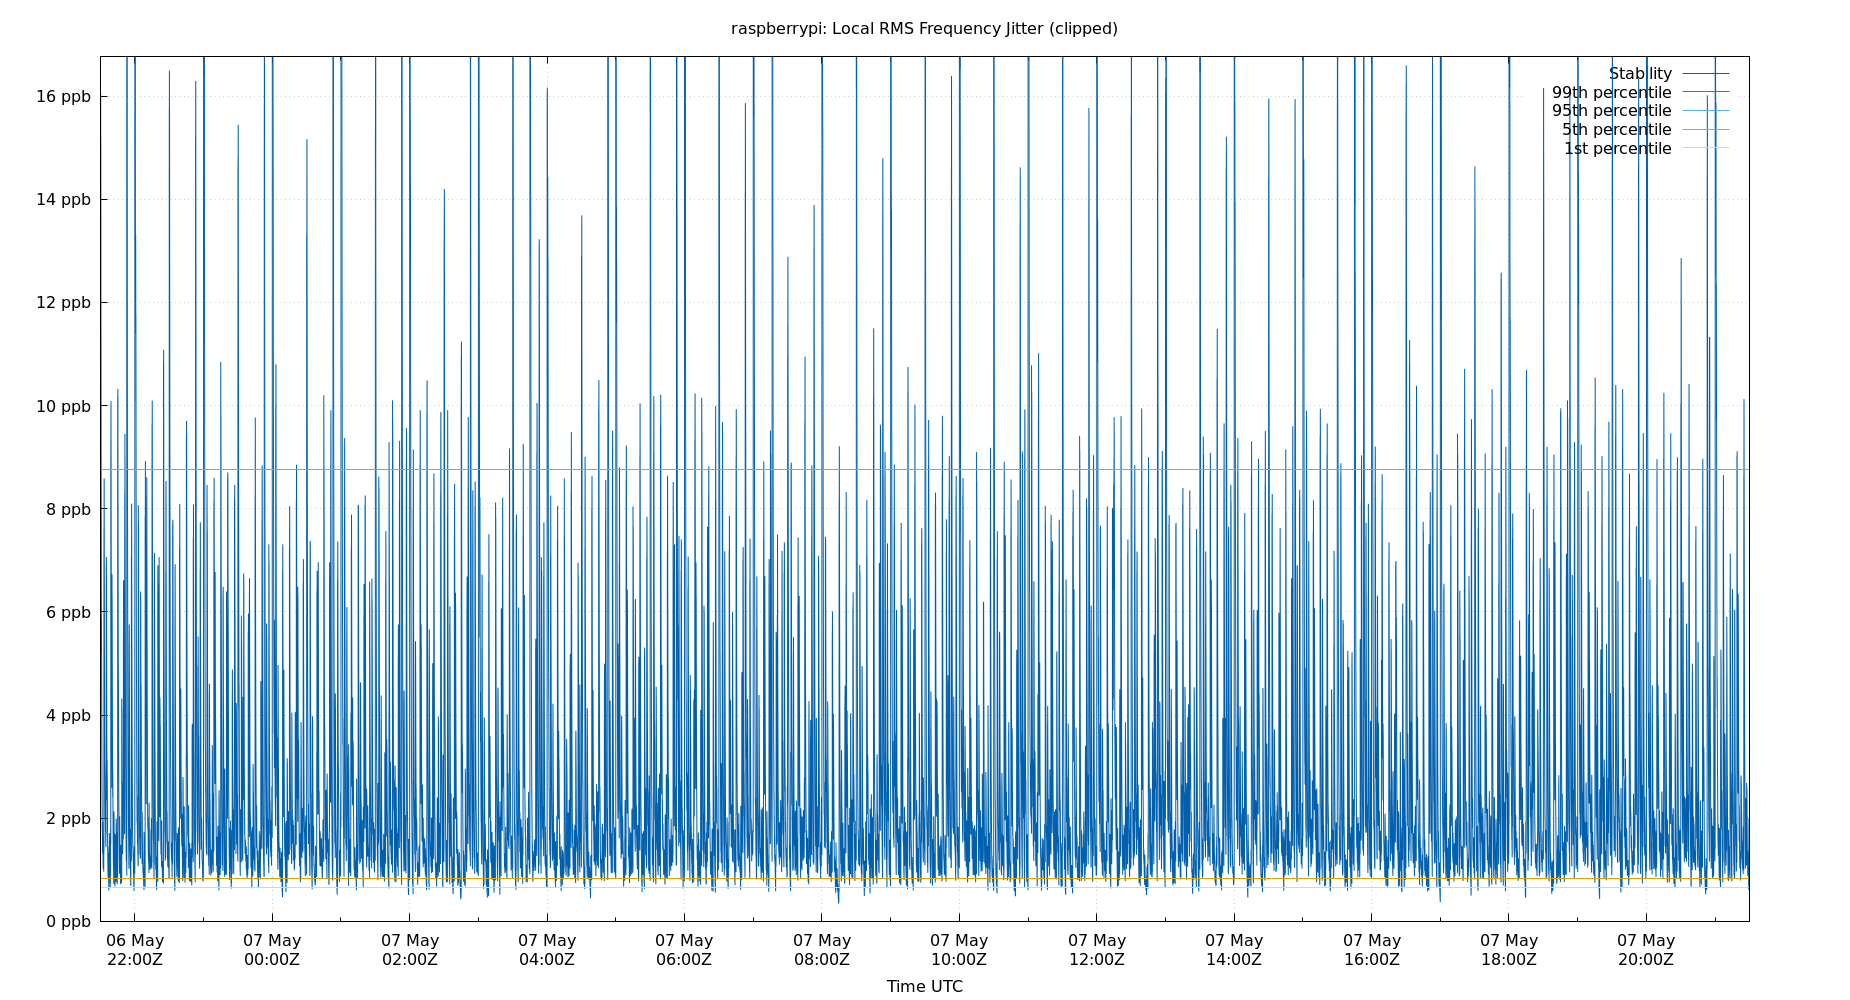 raspberrypi: Local RMS Frequency Jitter (clipped)
16 ppb
14 ppb
12 ppb
10 ppb
8 ppb
6 ppb
4 ppb
2 ppb
0 ppb
Stability
99th percentile
95th percentile
5th percentile
1st percentile
06 May
22:00Z
07 May
00:00Z
07 May
02:00Z
07 May
04:00Z
07 May
06:00Z
07 May
08:00Z
07 May
10:00Z
07 May
12:00Z
07 May
14:00Z
07 May
16:00Z
07 May
18:00Z
07 May
20:00Z
Time UTC